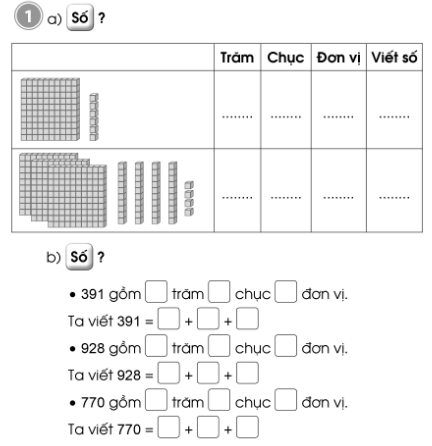 1 a) Số ?
Trăm Chục Đơn vị Viết số
........ ........ ........ ........
........ ........ ........ ........
b) Số ?
• 391 gồm trăm chục đơn vị.
Ta viết 391 = + +
• 928 gồm trăm chục đơn vị.
Ta viết 928 = + +
• 770 gồm trăm chục đơn vị.
Ta viết 770 = + +